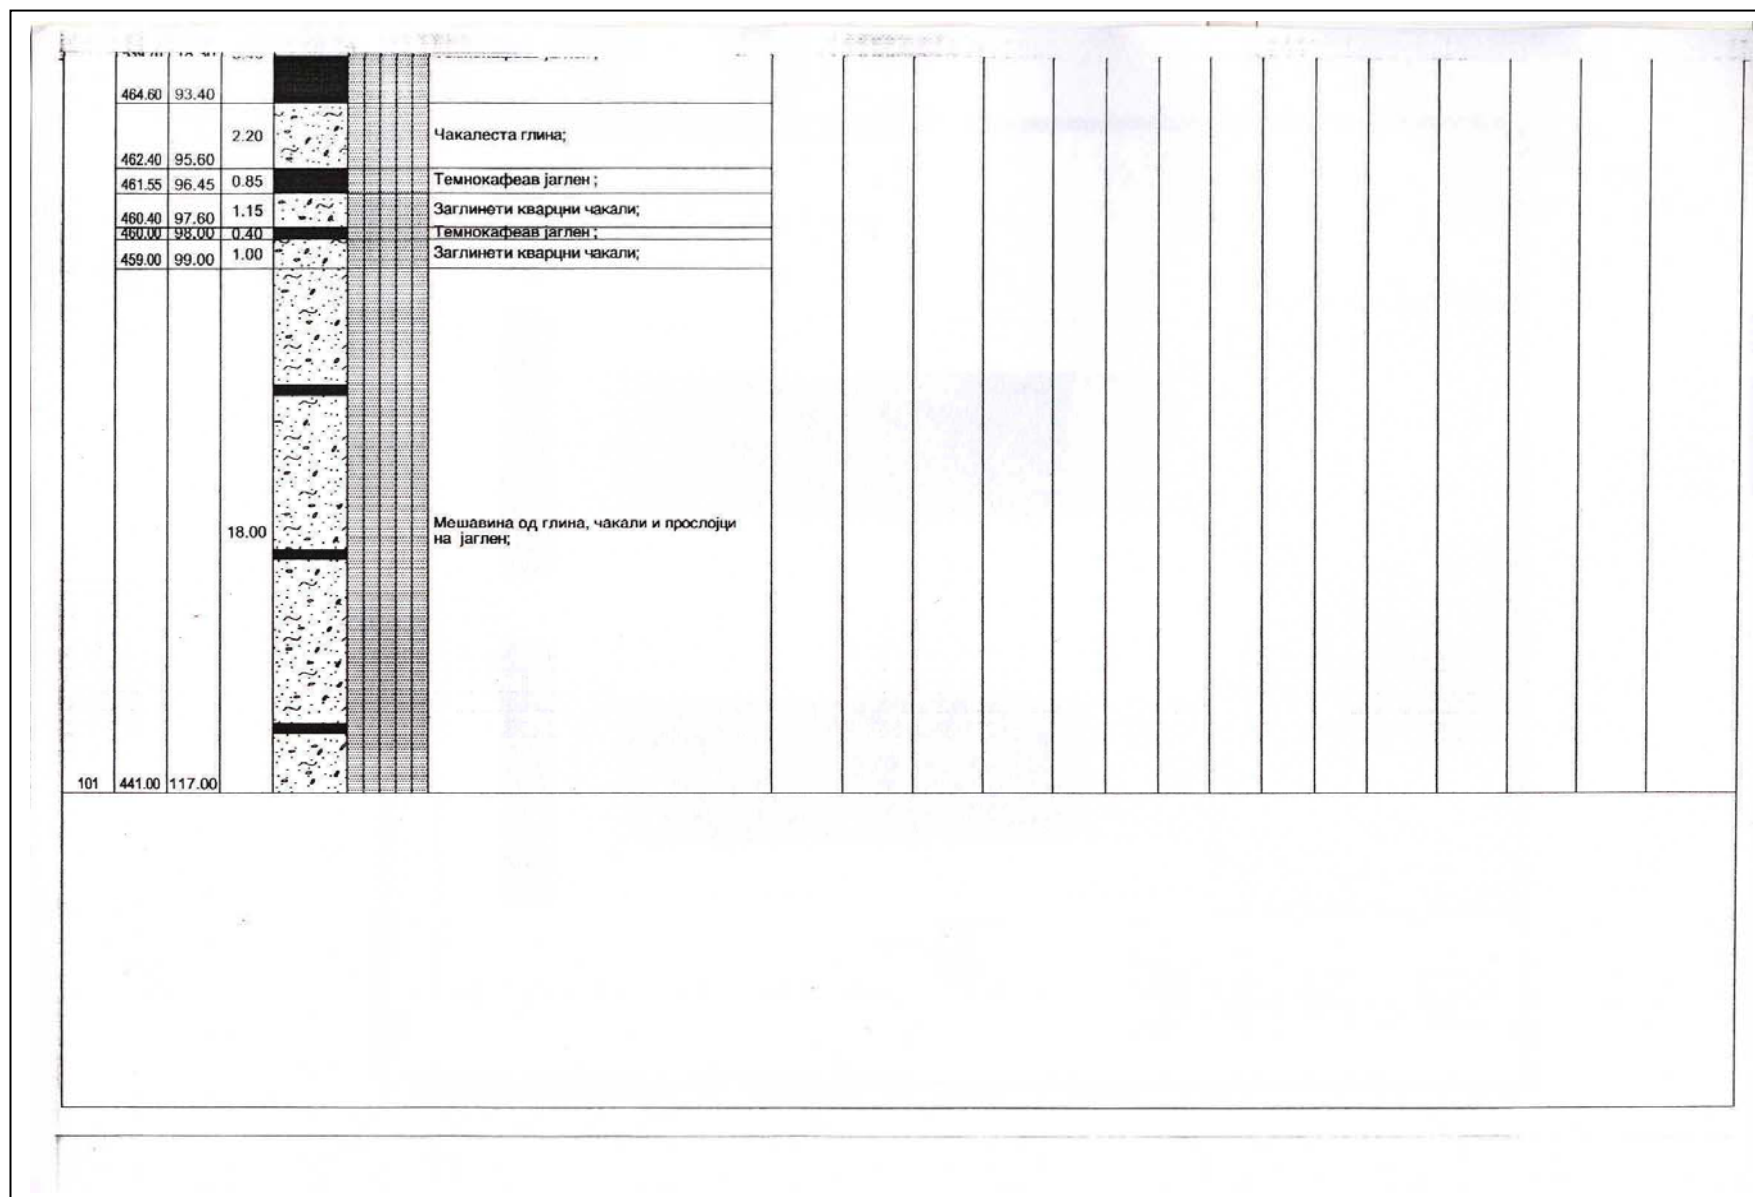 464.60 93.40
2.20 Чакалеста глина;
462.40 95.60
461.55 96.45 0.85 Темнокафеав јаглен ;
460.40 97.60 1.15 Заглинети кварцни чакали;
460.00 98.00 0.40 Темнокафеав јаглен ;
459.00 99.00 1.00 Заглинети кварцни чакали;
18.00 Мешавина од глина, чакали и прослојци
на јаглен;
101 441.00 117.00